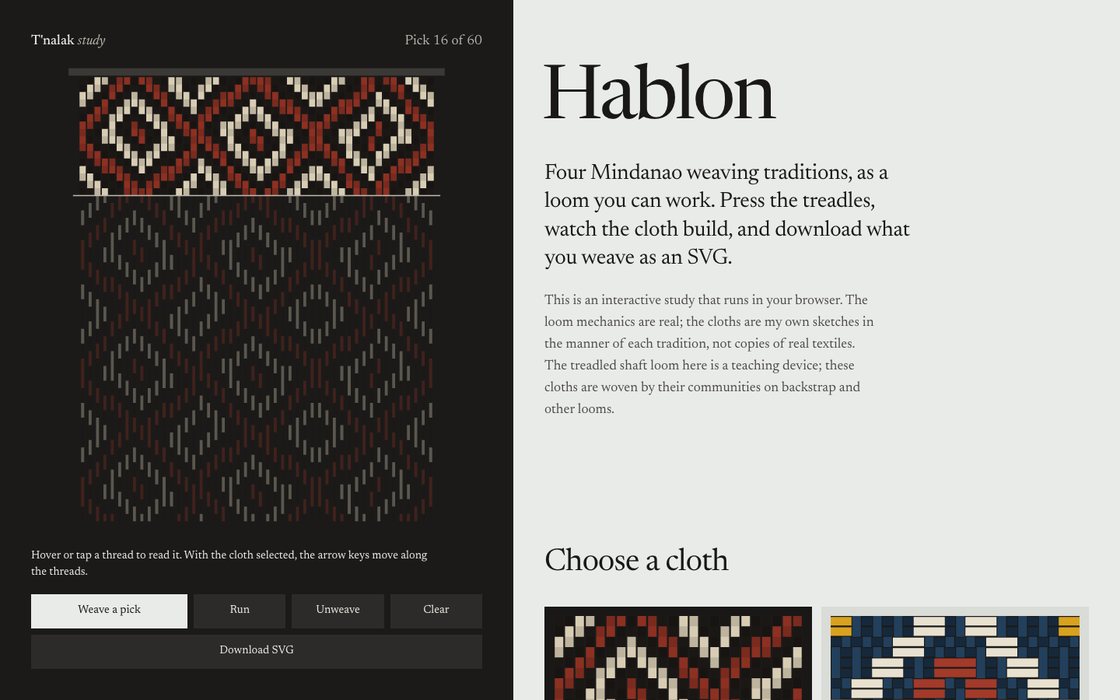 T'nalak study
Pick 16 of 60
Hover or tap a thread to read it. With the cloth selected, the arrow keys move along
the threads.
Weave a pick
Run
Unweave
Clear
Download SVG
Hablon
Four Mindanao weaving traditions, as a
loom you can work. Press the treadles,
watch the cloth build, and download what
you weave as an SVG.
This is an interactive study that runs in your browser. The
loom mechanics are real; the cloths are my own sketches in
the manner of each tradition, not copies of real textiles.
The treadled shaft loom here is a teaching device; these
cloths are woven by their communities on backstrap and
other looms.
Choose a cloth